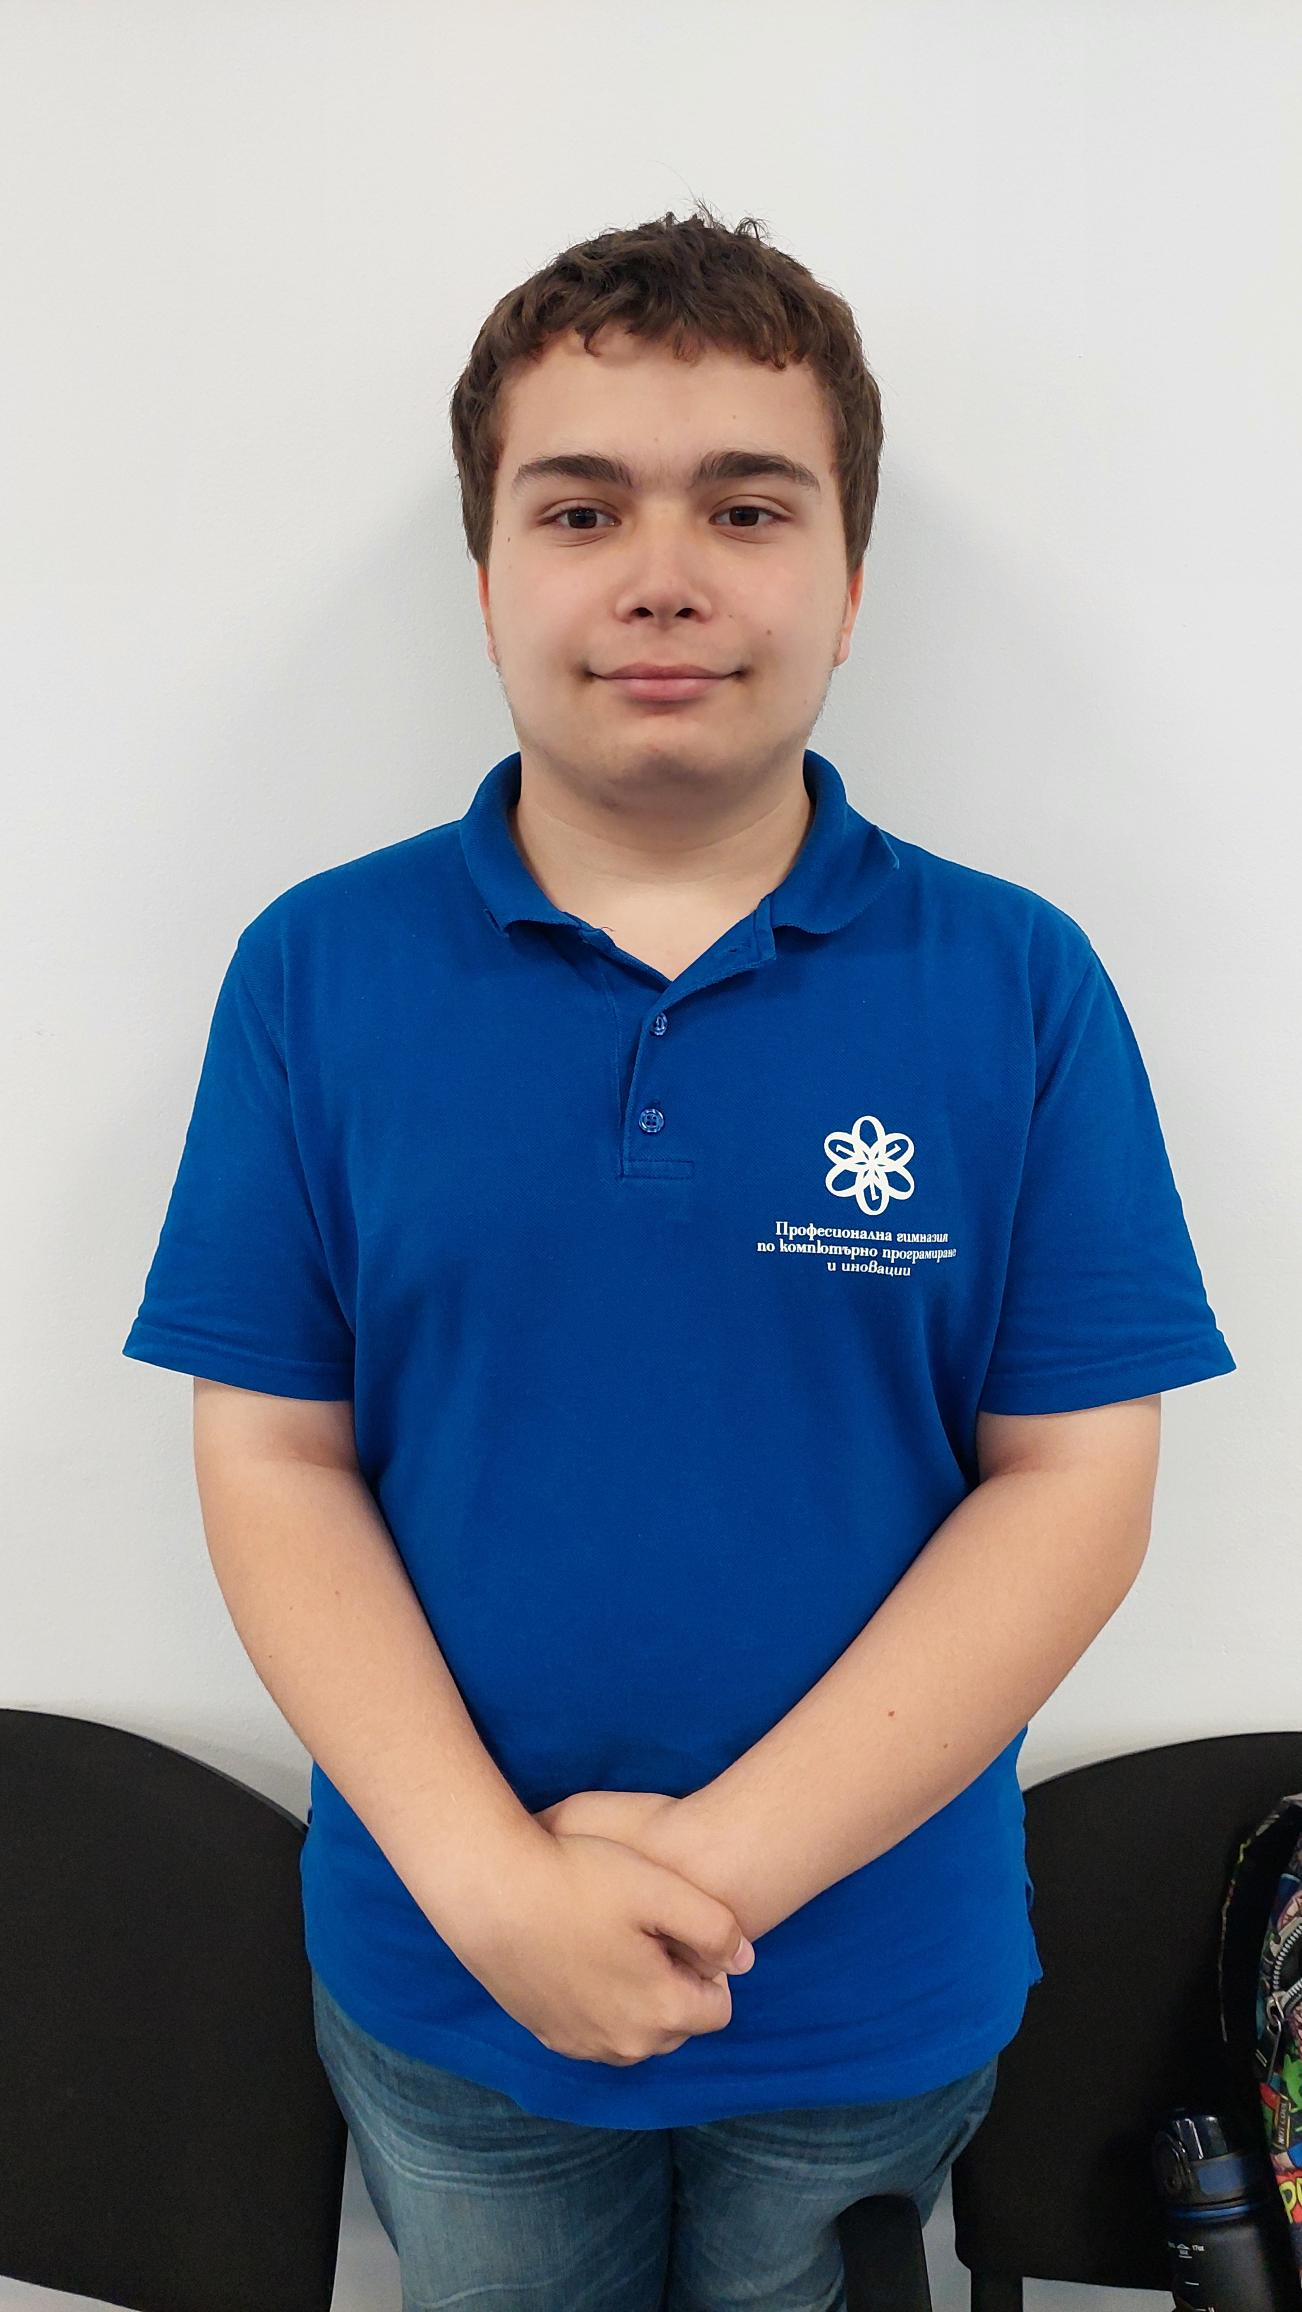 Професионална гимназия
по компютърно програмиране
и иновации